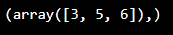 (array([3, 5, 6]),)